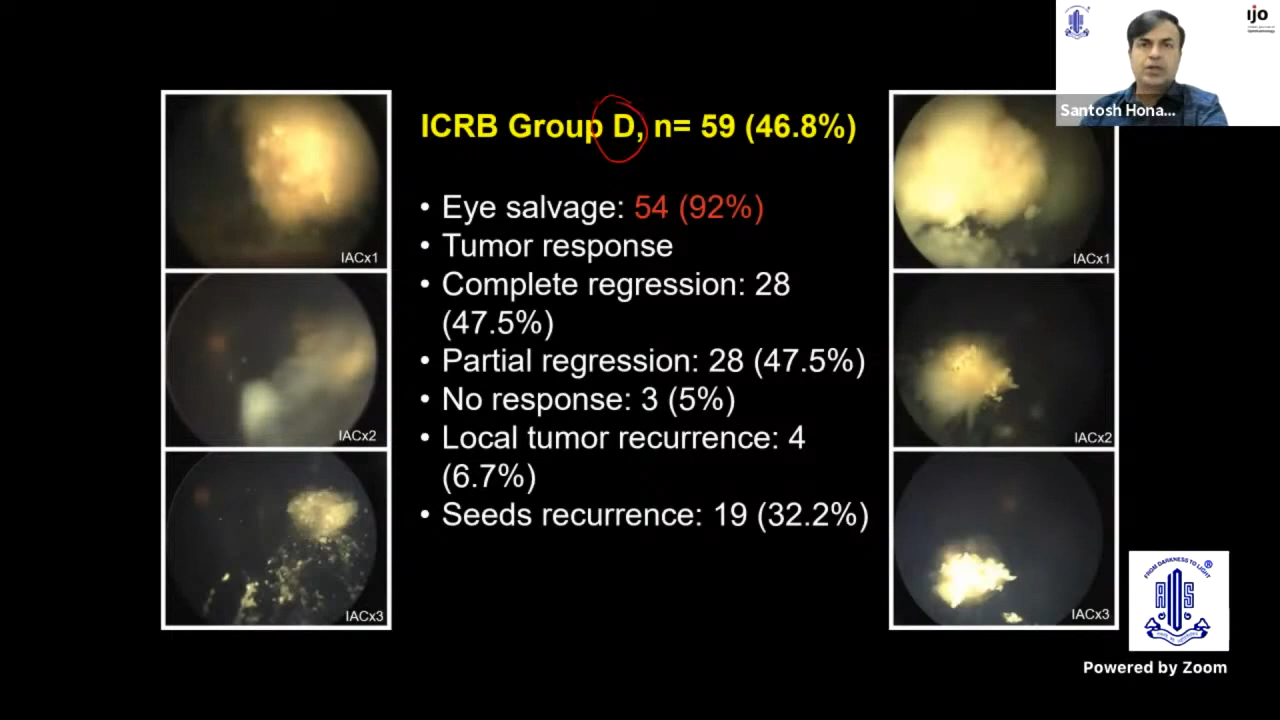 ijo
Santosh Hona...
ICRB Group D, n= 59 (46.8%)
• Eye salvage: 54 (92%)
• Tumor response
• Complete regression: 28
(47.5%)
• Partial regression: 28 (47.5%)
• No response: 3 (5%)
• Local tumor recurrence: 4
(6.7%)
• Seeds recurrence: 19 (32.2%)
IACx1
IACx2
IACx3
IACx1
IACx2
IACx3
FROM DARKNESS TO LIGHT
®
AIOS
Powered by Zoom